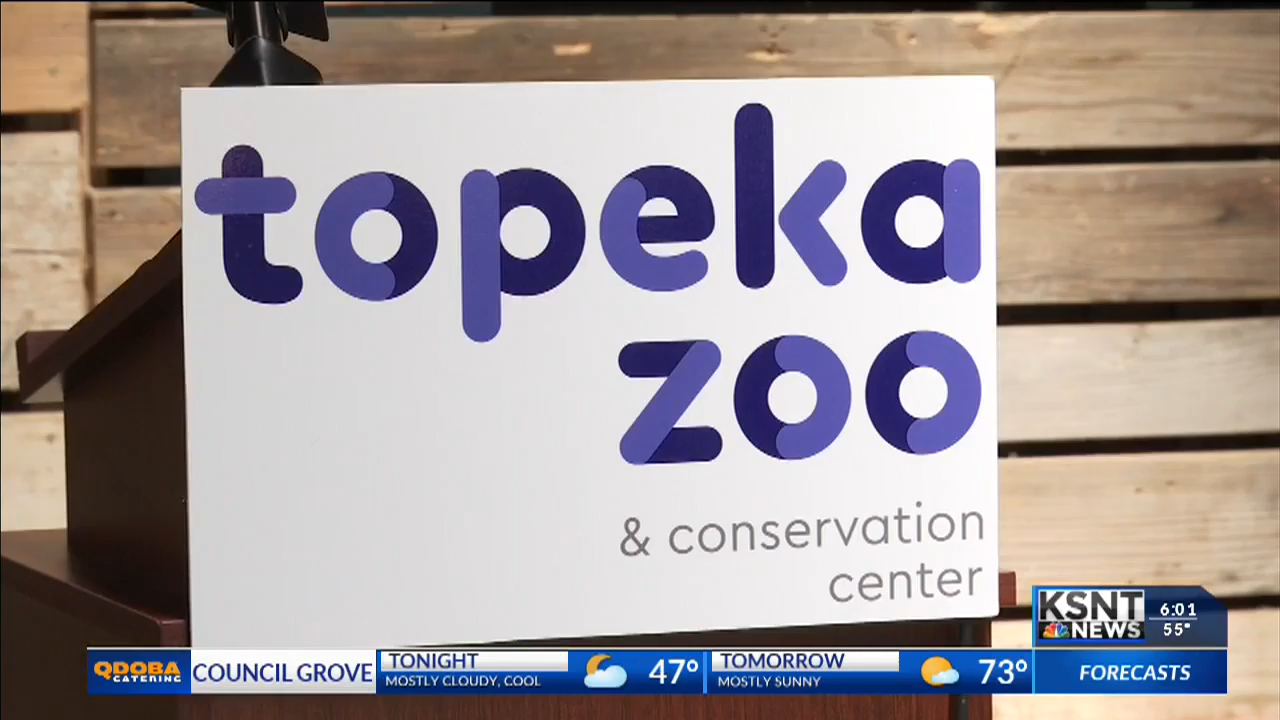 topeka
zoo
& conservation
center
KSNT
NEWS
6:01
55°
QDOBA
CATERING
COUNCIL GROVE
TONIGHT
MOSTLY CLOUDY, COOL
47°
TOMORROW
MOSTLY SUNNY
73°
FORECASTS